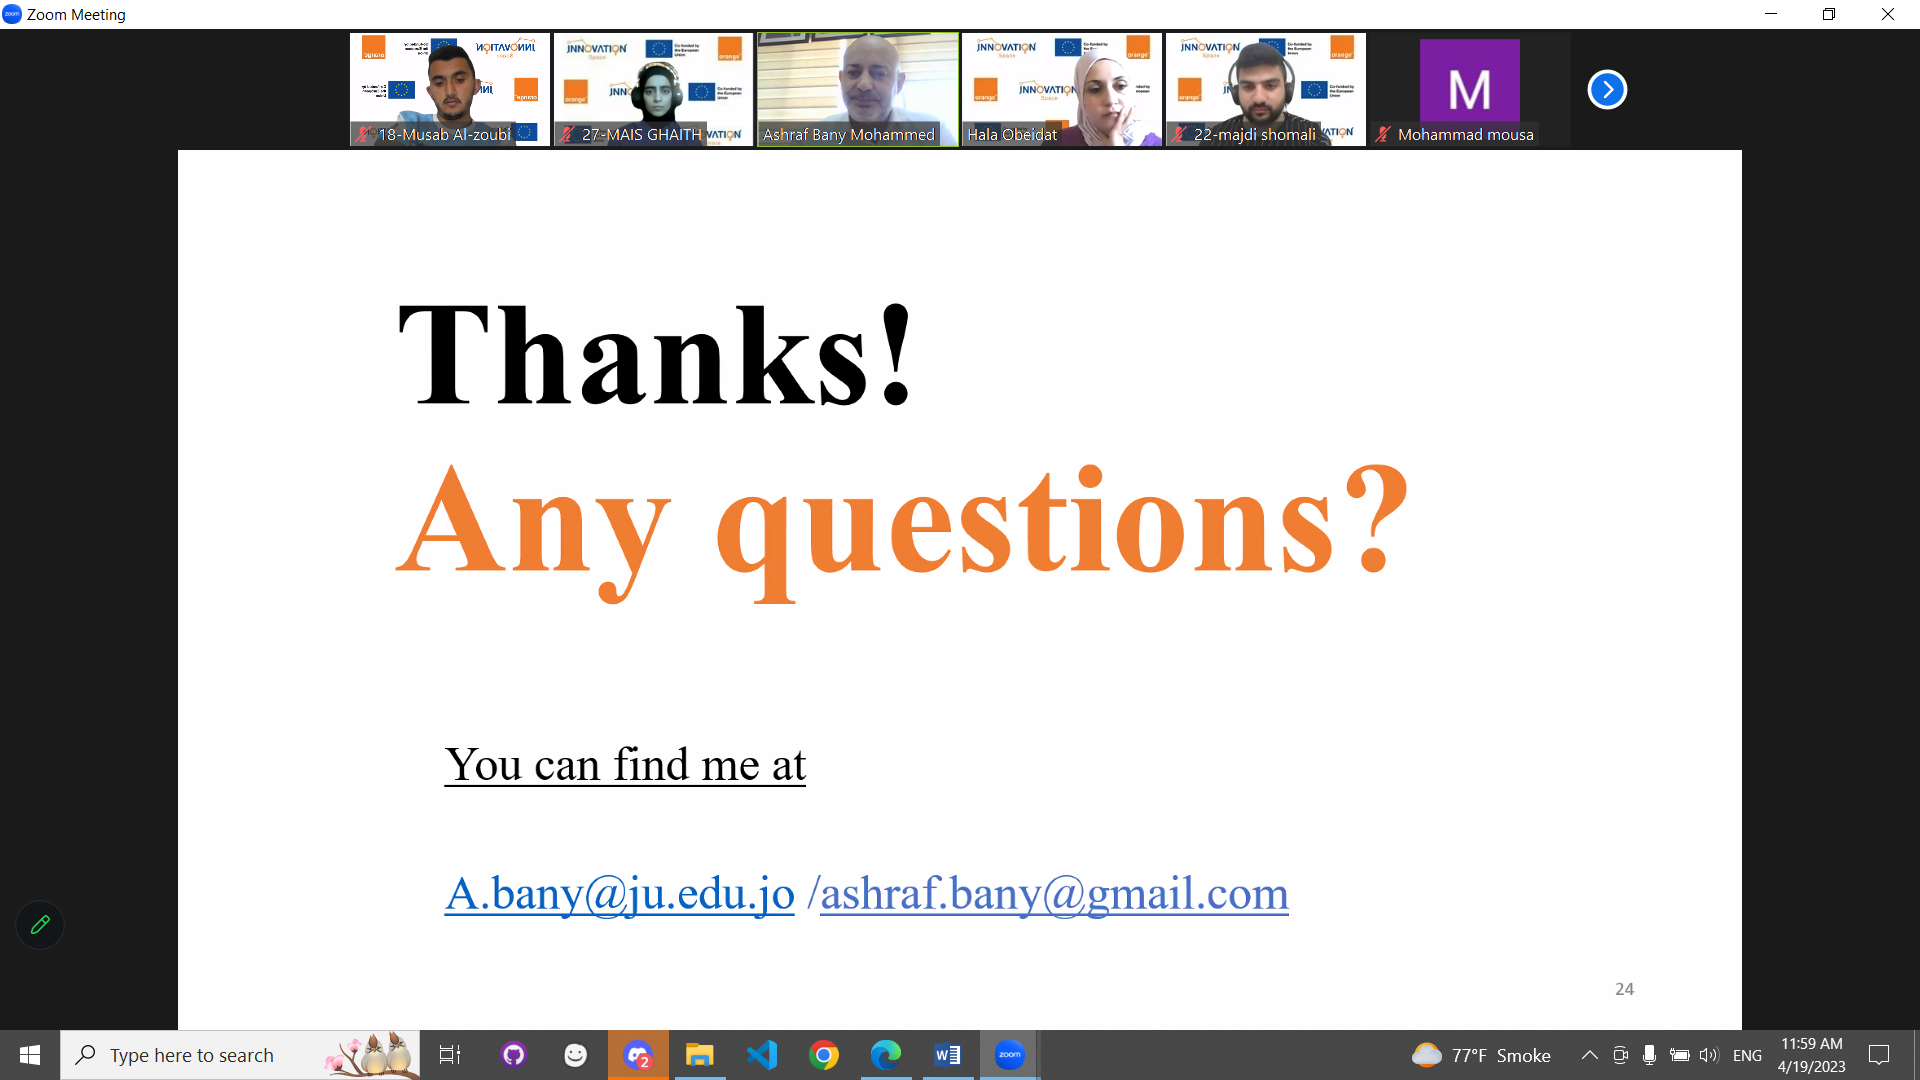 Zoom Meeting
18-Musab Al-zoubi
27-MAIS GHAITH
Ashraf Bany Mohammed
Hala Obeidat
22-majdi shomali
M
Mohammad mousa
Thanks!
Any questions?
You can find me at
A.bany@ju.edu.jo /ashraf.bany@gmail.com
24
Type here to search
2
zoom
77°F Smoke
ENG
11:59 AM
4/19/2023